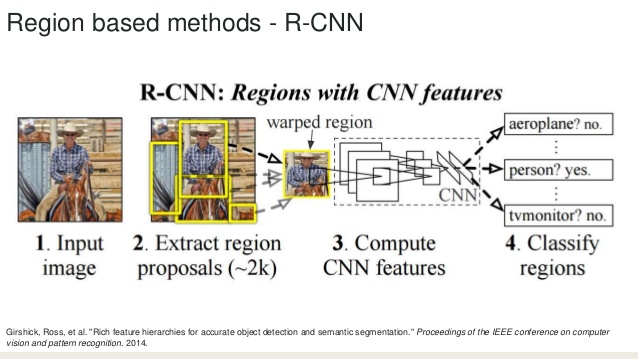 Region based methods - R-CNN
R-CNN: Regions with CNN features
warped region
aeroplane? no.
person? yes.
tvmonitor? no.
CNN
1. Input
image
2. Extract region
proposals (~2k)
3. Compute
CNN features
4. Classify
regions
Girshick, Ross, et al. "Rich feature hierarchies for accurate object detection and semantic segmentation." Proceedings of the IEEE conference on computer
vision and pattern recognition. 2014.